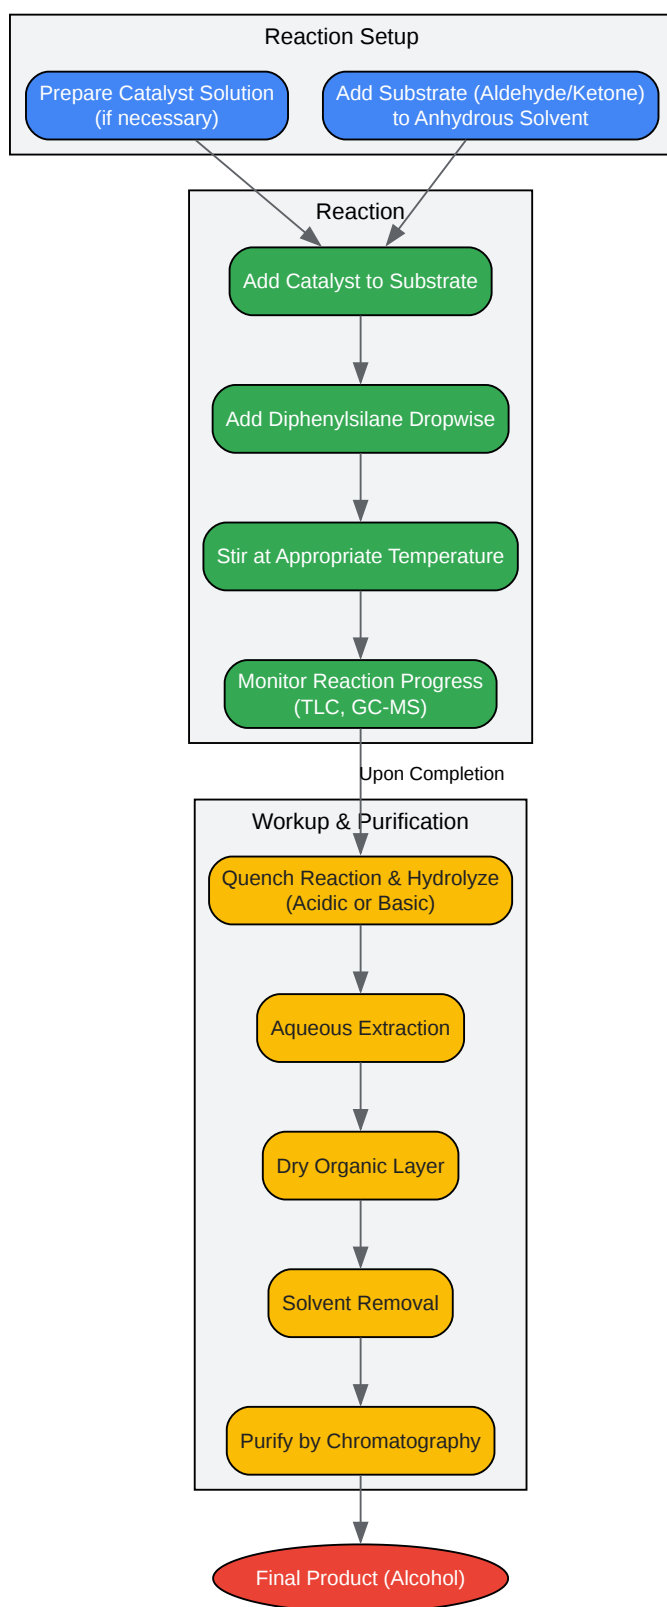 Reaction Setup
Prepare Catalyst Solution
(if necessary)
Add Substrate (Aldehyde/Ketone)
to Anhydrous Solvent
Reaction
Add Catalyst to Substrate
Add Diphenylsilane Dropwise
Stir at Appropriate Temperature
Monitor Reaction Progress
(TLC, GC-MS)
Upon Completion
Workup & Purification
Quench Reaction & Hydrolyze
(Acidic or Basic)
Aqueous Extraction
Dry Organic Layer
Solvent Removal
Purify by Chromatography
Final Product (Alcohol)